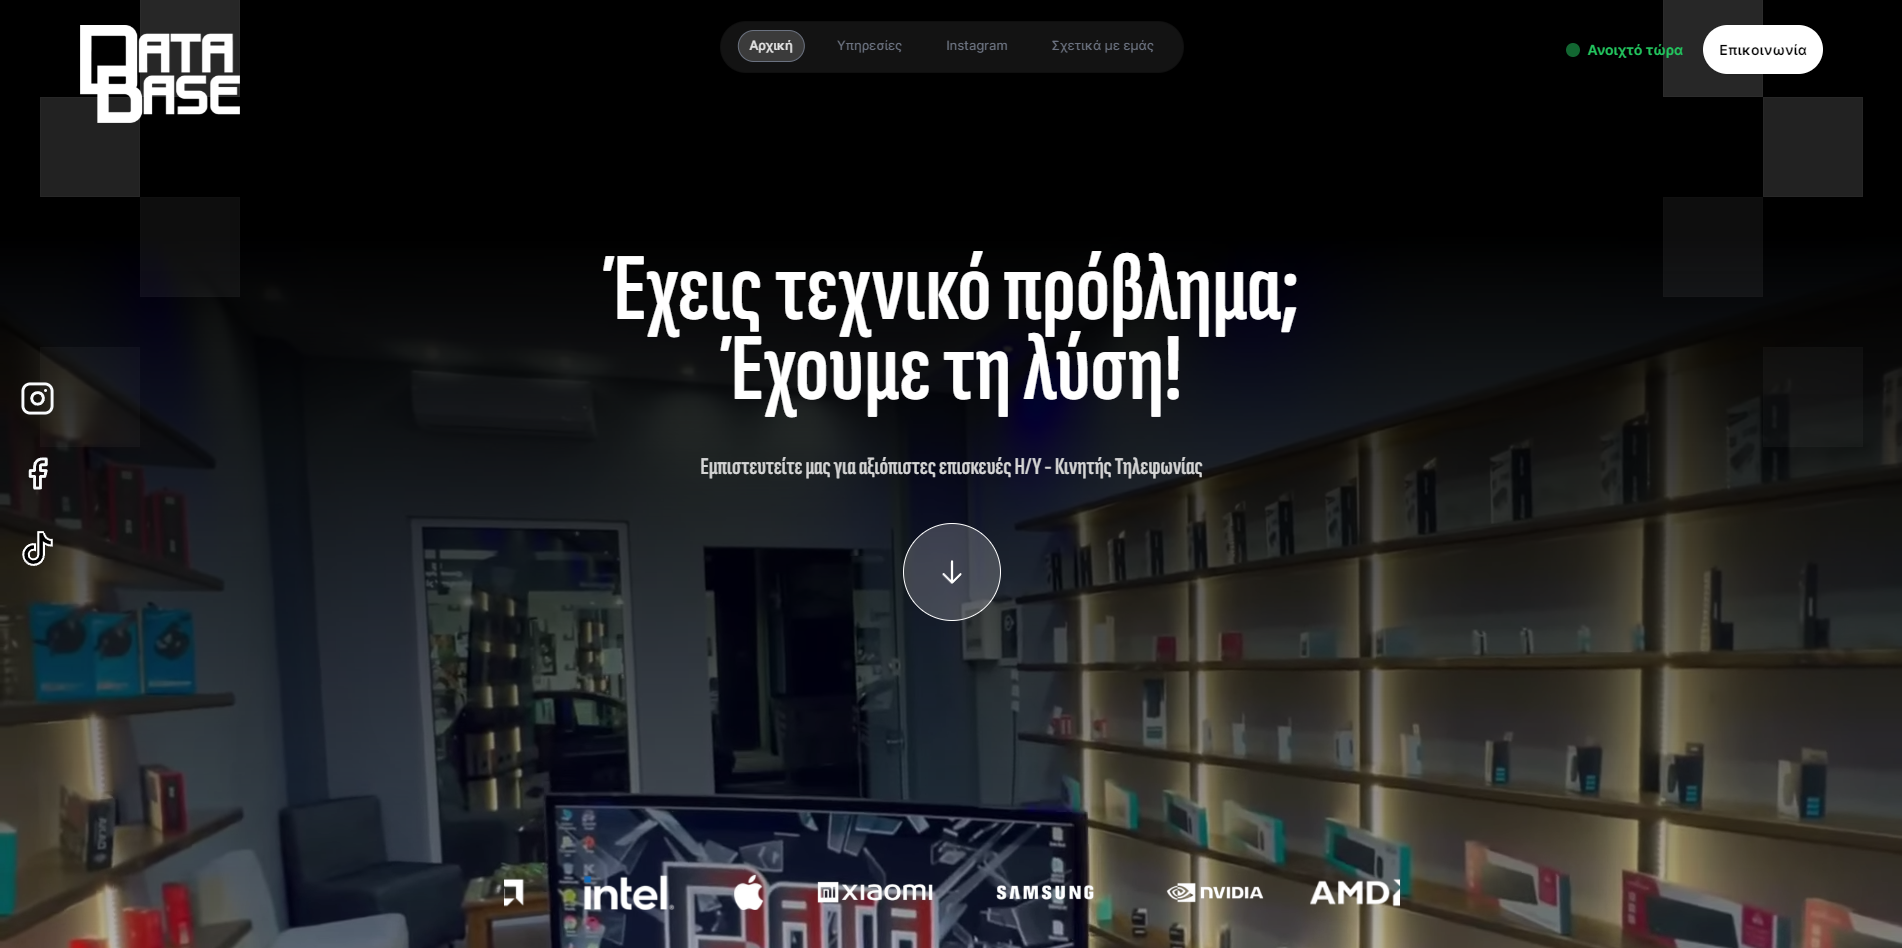 DATA
BASE
Αρχική
Υπηρεσίες
Instagram
Σχετικά με εμάς
Ανοιχτό τώρα
Επικοινωνία
Έχεις τεχνικό πρόβλημα;
Έχουμε τη λύση!
Εμπιστευτείτε μας για αξιόπιστες επισκευές Η/Υ - Κινητής Τηλεφωνίας
intel.
xiaomi
SAMSUNG
nVIDIA
AMD
DATA